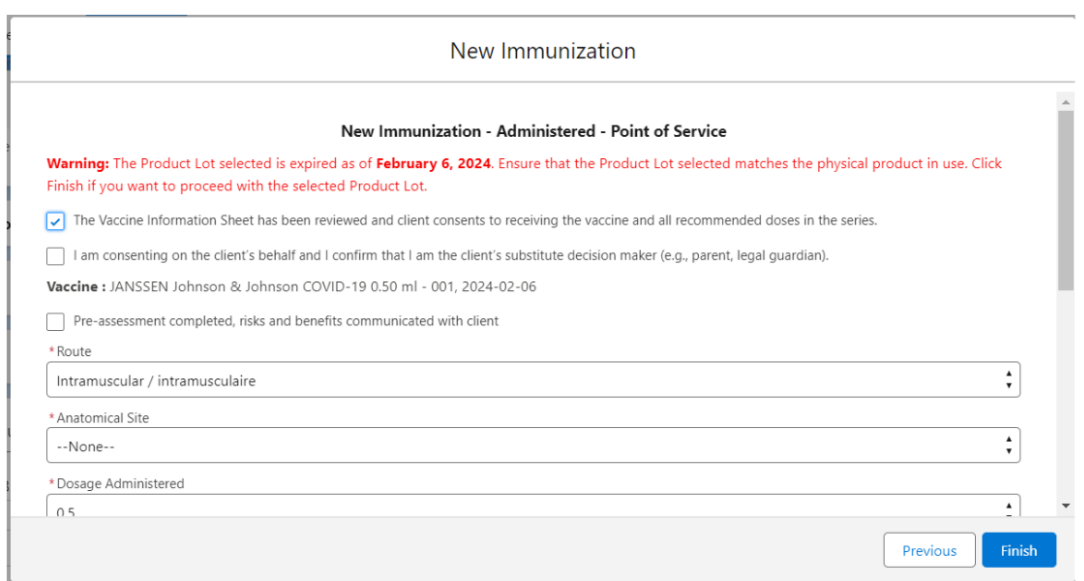 New Immunization
New Immunization - Administered - Point of Service
Warning: The Product Lot selected is expired as of February 6, 2024. Ensure that the Product Lot selected matches the physical product in use. Click
Finish if you want to proceed with the selected Product Lot.
The Vaccine Information Sheet has been reviewed and client consents to receiving the vaccine and all recommended doses in the series.
I am consenting on the client's behalf and I confirm that I am the client's substitute decision maker (e.g., parent, legal guardian).
Vaccine : JANSSEN Johnson & Johnson COVID-19 0.50 ml - 001, 2024-02-06
Pre-assessment completed, risks and benefits communicated with client
* Route
Intramuscular / intramusculaire
* Anatomical Site
--None--
* Dosage Administered
0.5
Previous Finish